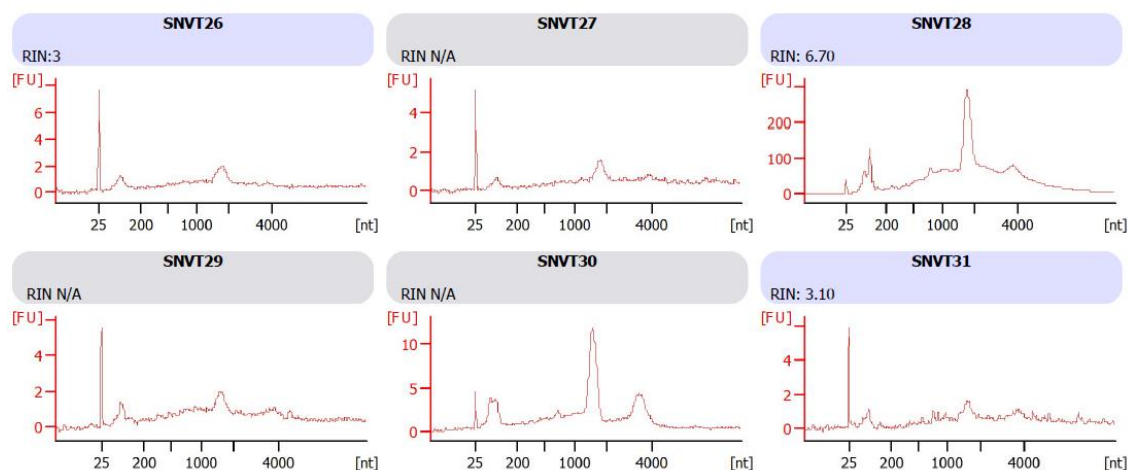 SNVT26
RIN:3
[FU]
6
4
2
0
25 200 1000 4000 [nt]
SNVT27
RIN N/A
[FU]
4
2
0
25 200 1000 4000 [nt]
SNVT28
RIN: 6.70
[FU]
200
100
0
25 200 1000 4000 [nt]
SNVT29
RIN N/A
[FU]
4
2
0
25 200 1000 4000 [nt]
SNVT30
RIN N/A
[FU]
10
5
0
25 200 1000 4000 [nt]
SNVT31
RIN: 3.10
[FU]
4
2
0
25 200 1000 4000 [nt]